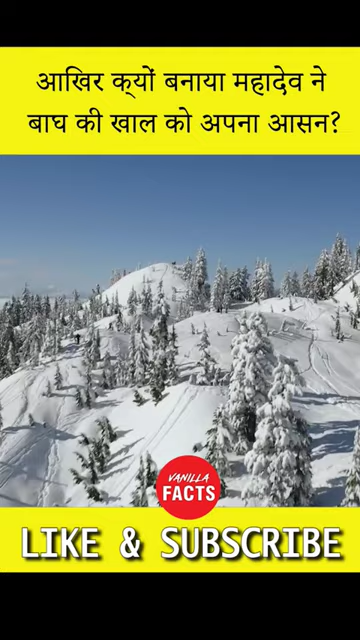 आखिर क्यों बनाया महादेव ने
बाघ की खाल को अपना आसन?
VANILLA
FACTS
LIKE & SUBSCRIBE